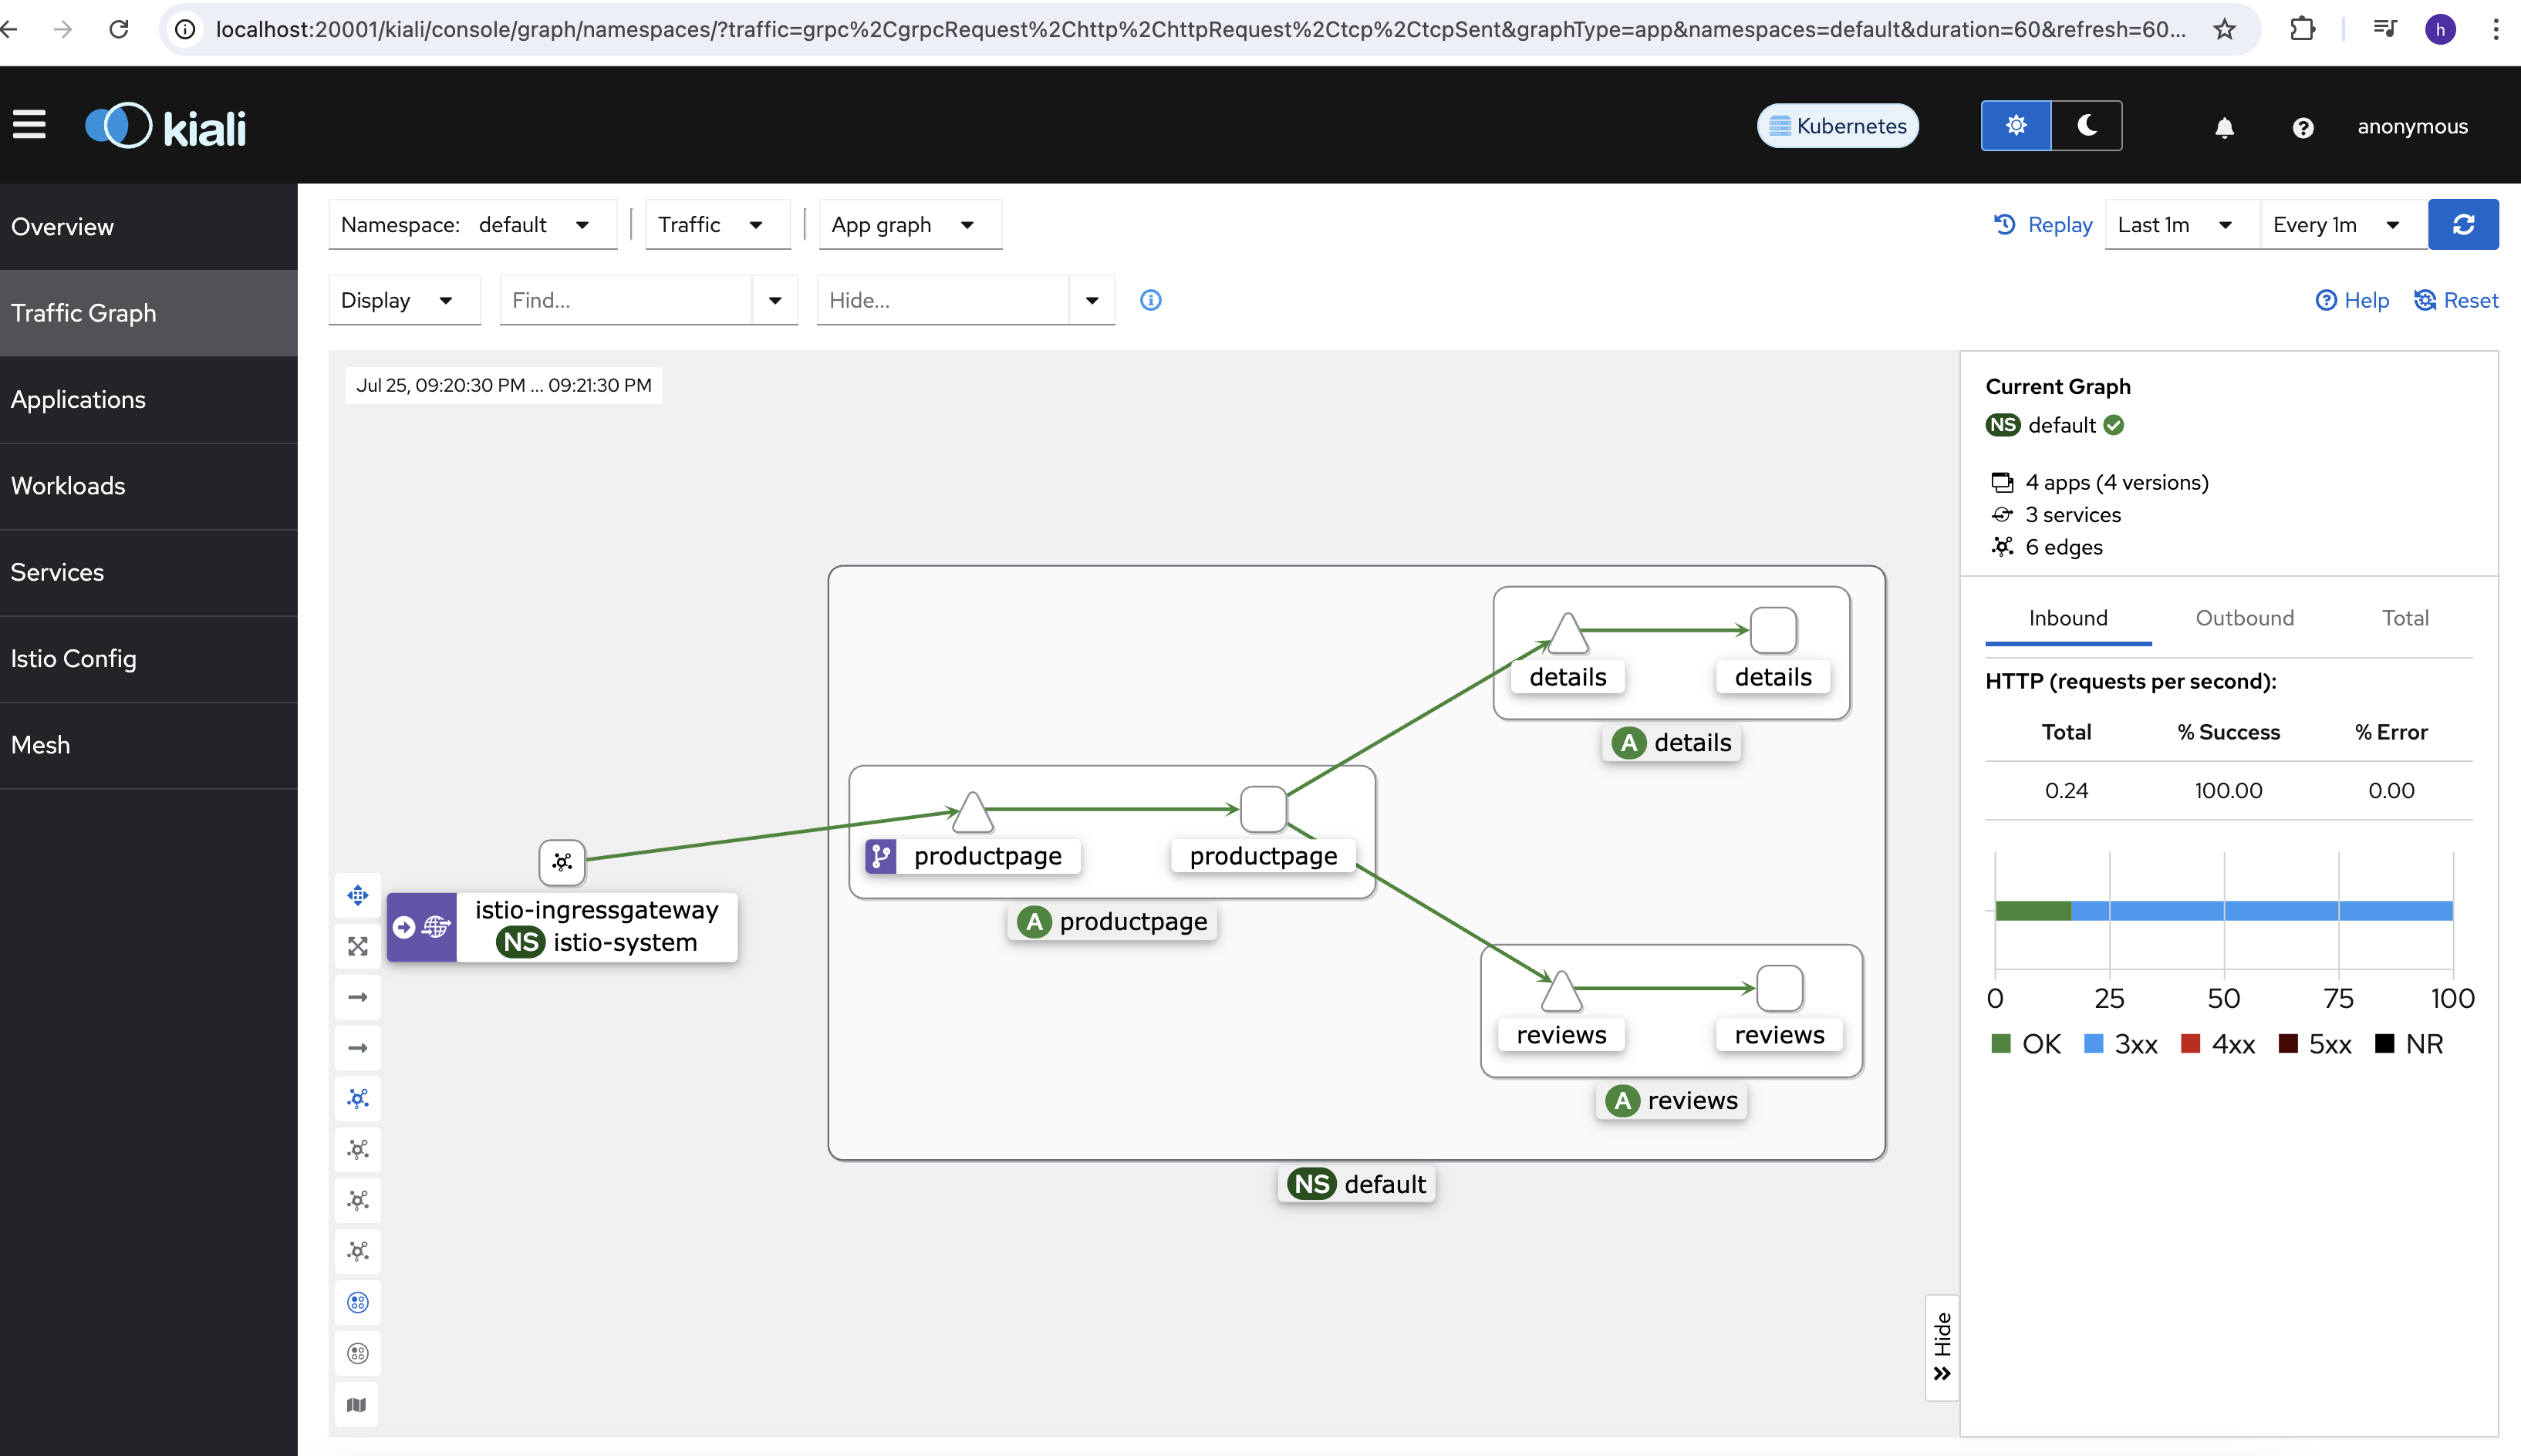 localhost:20001/kiali/console/graph/namespaces/?traffic=grpc%2CgrpcRequest%2Chttp%2ChttpRequest%2Ctcp%2CtcpSent&graphType=app&namespaces=default&duration=60&refresh=60...
h
kiali
Kubernetes
anonymous
Overview
Traffic Graph
Applications
Workloads
Services
Istio Config
Mesh
Namespace: default
Traffic
App graph
Replay
Last 1m
Every 1m
Display
Find...
Hide...
Help
Reset
Jul 25, 09:20:30 PM ... 09:21:30 PM
details
details
A details
productpage
productpage
A productpage
istio-ingressgateway
NS istio-system
reviews
reviews
A reviews
NS default
Hide
Current Graph
NS default
4 apps (4 versions)
3 services
6 edges
Inbound
Outbound
Total
HTTP (requests per second):
Total % Success % Error
0.24 100.00 0.00
0 25 50 75 100
OK 3xx 4xx 5xx NR